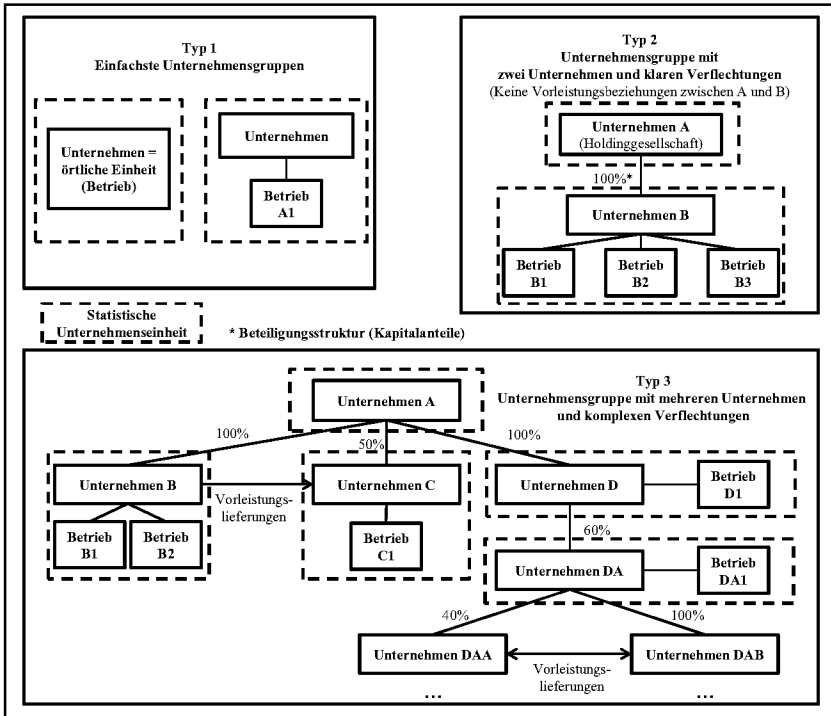 Typ 1
Einfachste Unternehmensgruppen
Unternehmen =
örtliche Einheit
(Betrieb)
Unternehmen
Betrieb
A1
Typ 2
Unternehmensgruppe mit
zwei Unternehmen und klaren Verflechtungen
(Keine Vorleistungsbeziehungen zwischen A und B)
Unternehmen A
(Holdinggesellschaft)
100%*
Unternehmen B
Betrieb
B1
Betrieb
B2
Betrieb
B3
Statistische
Unternehmenseinheit
* Beteiligungsstruktur (Kapitalanteile)
Typ 3
Unternehmensgruppe mit mehreren Unternehmen
und komplexen Verflechtungen
Unternehmen A
100%
50%
100%
Unternehmen B
Vorleistungs-
lieferungen
Unternehmen C
Unternehmen D
Betrieb
D1
Betrieb
B1
Betrieb
B2
Betrieb
C1
60%
Unternehmen DA
Betrieb
DA1
40%
100%
Unternehmen DAA
Vorleistungs-
lieferungen
Unternehmen DAB
...
...